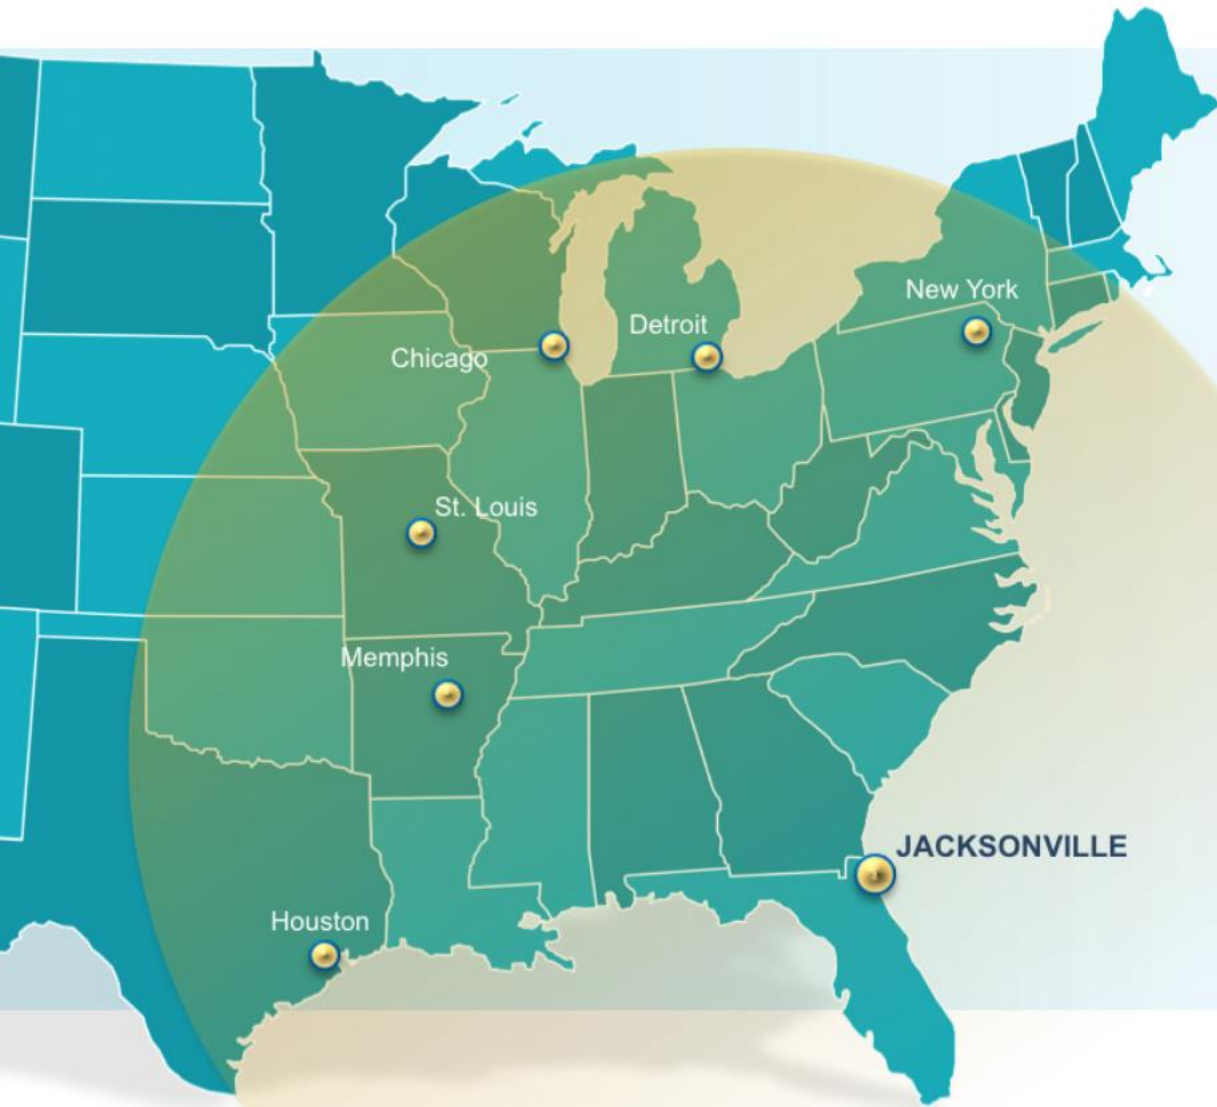 New York
Detroit
Chicago
St. Louis
Memphis
JACKSONVILLE
Houston